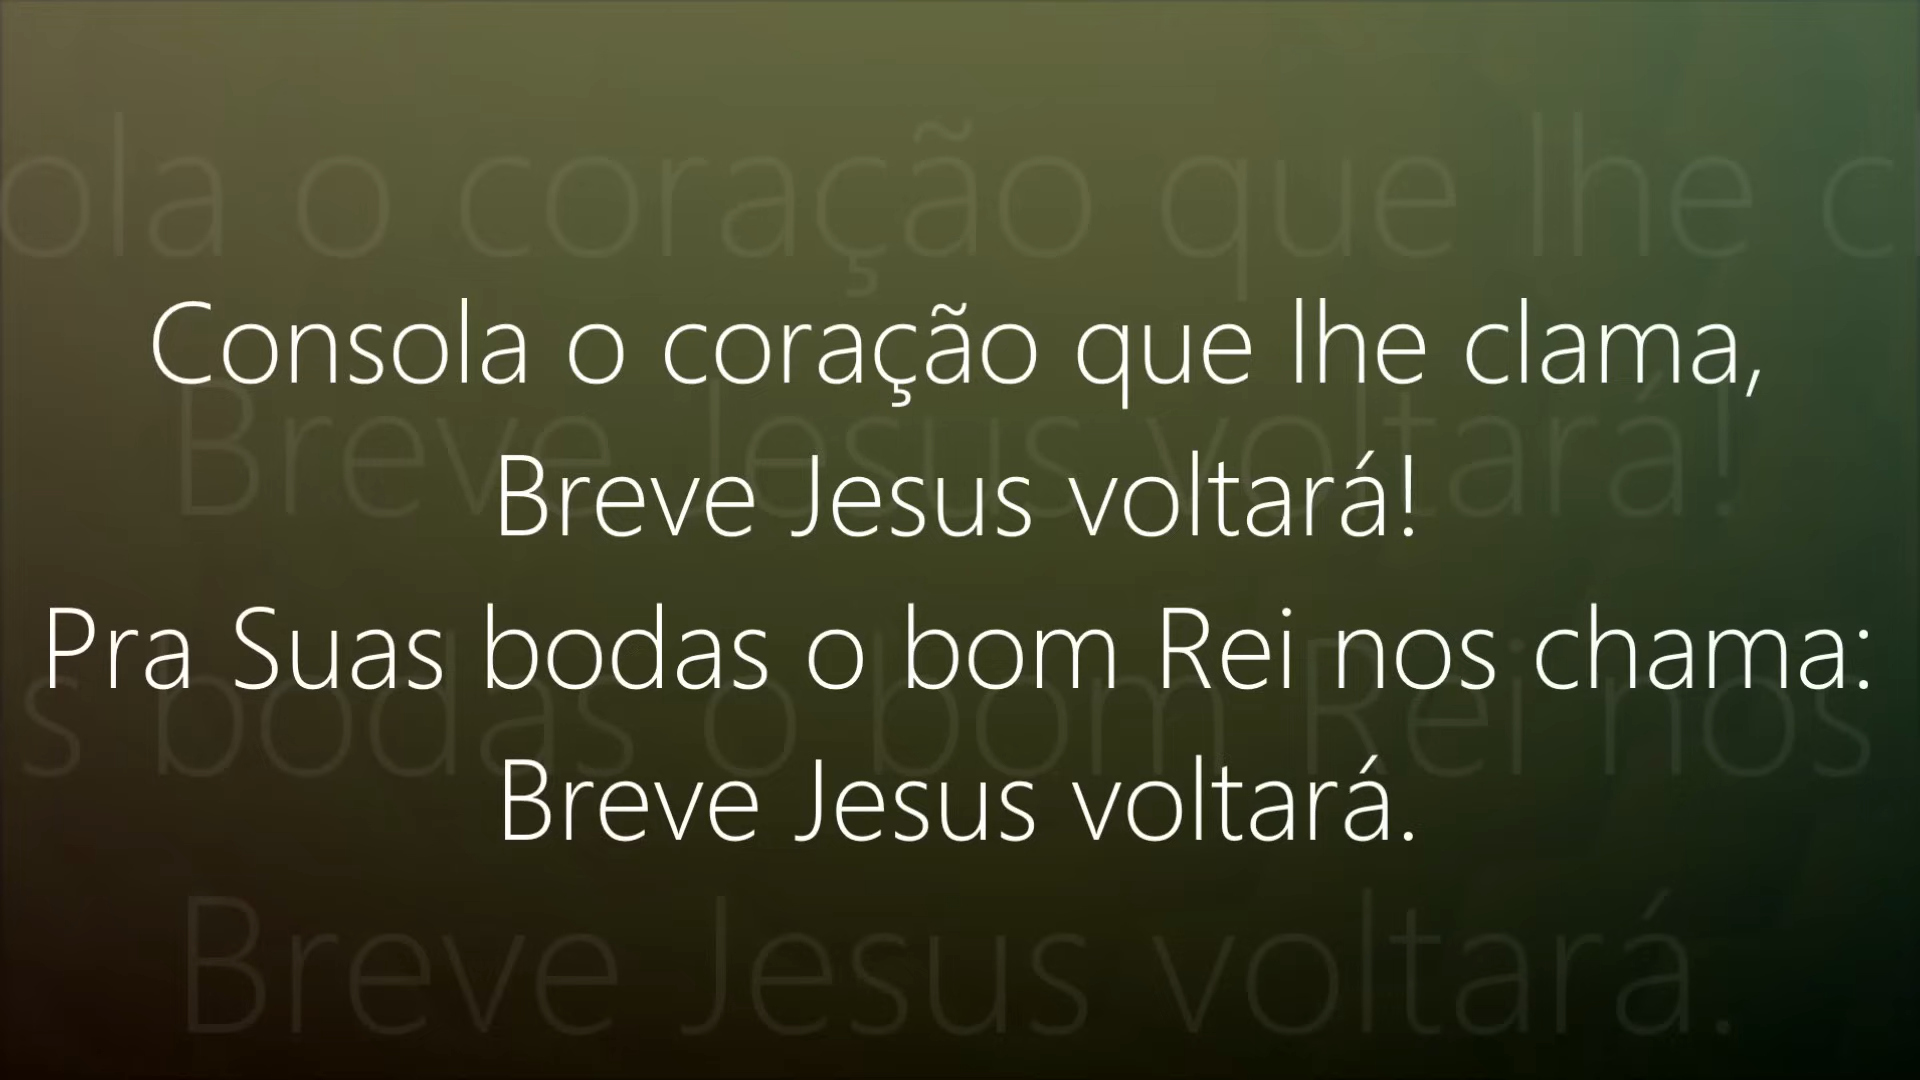 Consola o coração que lhe clama,
Breve Jesus voltará!
Pra Suas bodas o bom Rei nos chama:
Breve Jesus voltará.